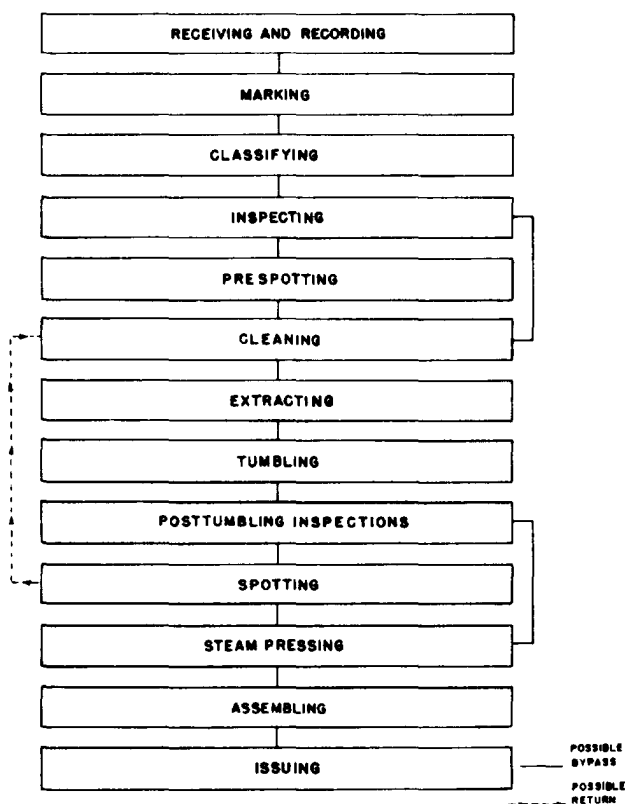 RECEIVING AND RECORDING
MARKING
CLASSIFYING
INSPECTING
PRESPOTTING
CLEANING
EXTRACTING
TUMBLING
POSTTUMBLING INSPECTIONS
SPOTTING
STEAM PRESSING
ASSEMBLING
ISSUING
POSSIBLE
BYPASS
POSSIBLE
RETURN